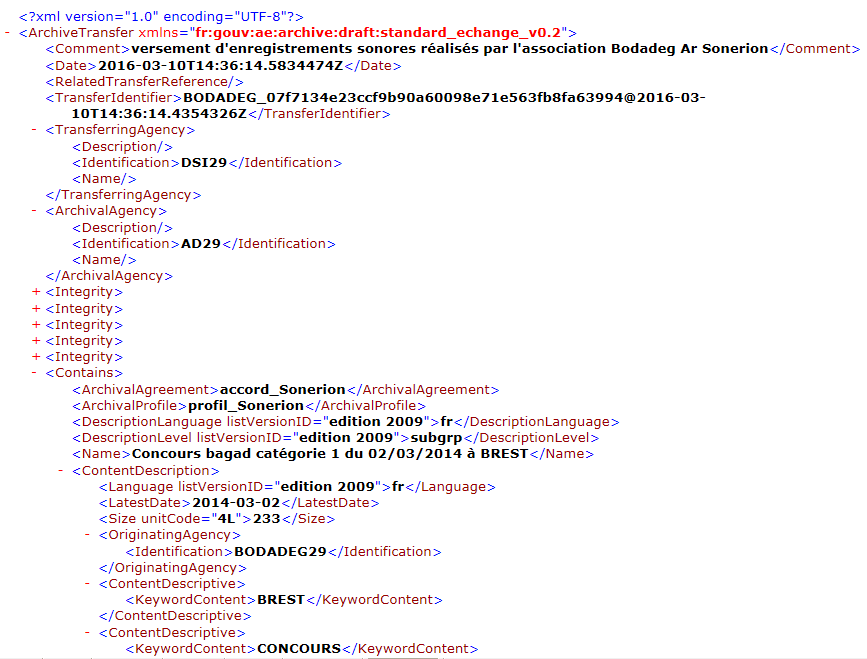 <?xml version="1.0" encoding="UTF-8"?>
- <ArchiveTransfer xmlns="fr:gouv:ae:archive:draft:standard_echange_v0.2">
<Comment>versement d'enregistrements sonores réalisés par l'association Bodadeg Ar Sonerion</Comment>
<Date>2016-03-10T14:36:14.5834474Z</Date>
<RelatedTransferReference/>
<TransferIdentifier>BODADEG_07f7134e23ccf9b90a60098e71e563fb8fa63994@2016-03-
10T14:36:14.4354326Z</TransferIdentifier>
- <TransferringAgency>
<Description/>
<Identification>DSI29</Identification>
<Name/>
</TransferringAgency>
- <ArchivalAgency>
<Description/>
<Identification>AD29</Identification>
<Name/>
</ArchivalAgency>
+ <Integrity>
+ <Integrity>
+ <Integrity>
+ <Integrity>
+ <Integrity>
- <Contains>
<ArchivalAgreement>accord_Sonerion</ArchivalAgreement>
<ArchivalProfile>profil_Sonerion</ArchivalProfile>
<DescriptionLanguage listVersionID="edition 2009">fr</DescriptionLanguage>
<DescriptionLevel listVersionID="edition 2009">subgrp</DescriptionLevel>
<Name>Concours bagad catégorie 1 du 02/03/2014 à BREST</Name>
- <ContentDescription>
<Language listVersionID="edition 2009">fr</Language>
<LatestDate>2014-03-02</LatestDate>
<Size unitCode="4L">233</Size>
- <OriginatingAgency>
<Identification>BODADEG29</Identification>
</OriginatingAgency>
- <ContentDescriptive>
<KeywordContent>BREST</KeywordContent>
</ContentDescriptive>
- <ContentDescriptive>
<KeywordContent>CONCOURS</KeywordContent>